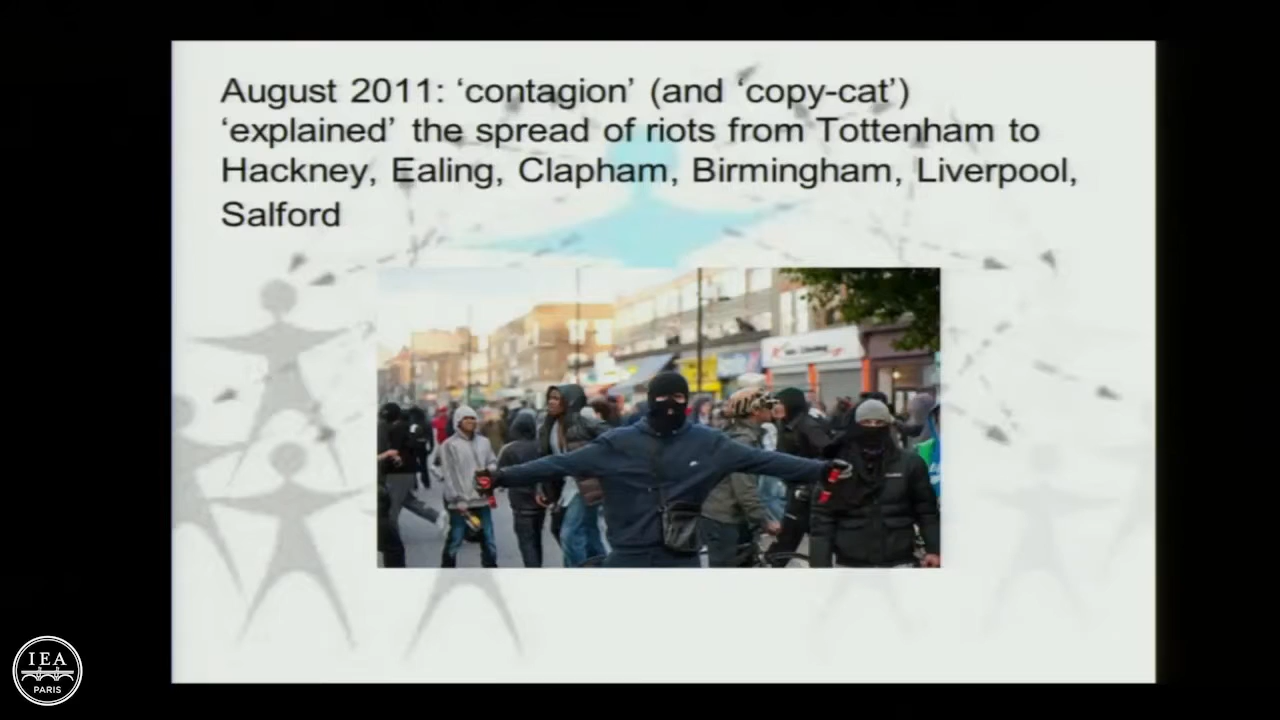 August 2011: ‘contagion’ (and ‘copy-cat’)
‘explained’ the spread of riots from Tottenham to
Hackney, Ealing, Clapham, Birmingham, Liverpool,
Salford
IEA
PARIS